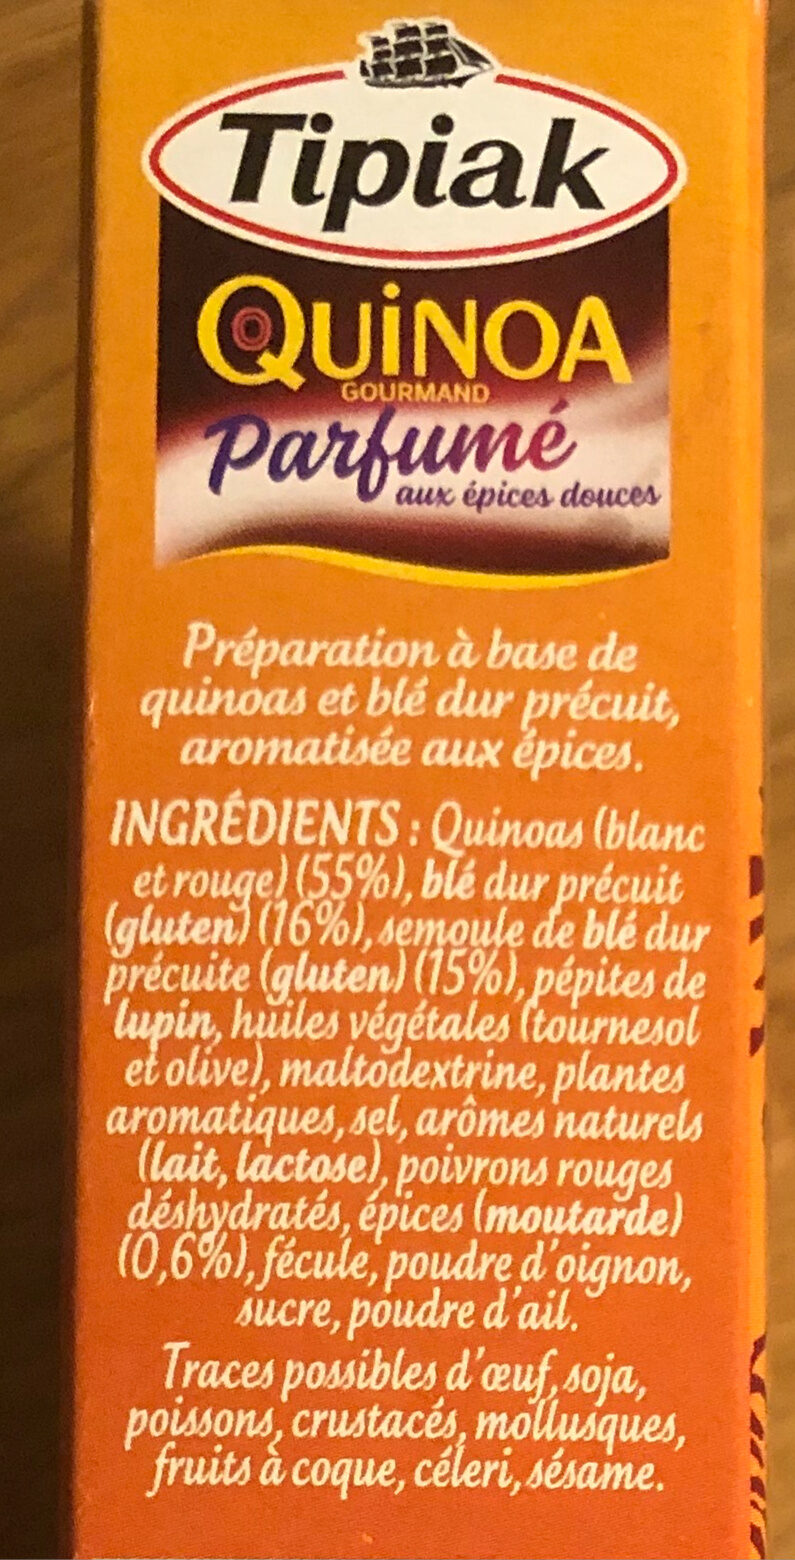 Tipiak
QUiNOA
GOURMAND
Parfumé
aux épices douces
Préparation à base de
quinoas et blé dur précuit,
aromatisée aux épices.
INGRÉDIENTS : Quinoas (blanc
et rouge) (55%), blé dur précuit
(gluten) (16%), semoule de blé dur
précuite (gluten) (15%), pépites de
lupin, huiles végétales (tournesol
et olive), maltodextrine, plantes
aromatiques, sel, arômes naturels
(lait, lactose), poivrons rouges
déshydratés, épices (moutarde)
(0,6%), fécule, poudre d'oignon,
sucre, poudre d'ail.
Traces possibles d'œuf, soja,
poissons, crustacés, mollusques,
fruits à coque, céleri, sésame.